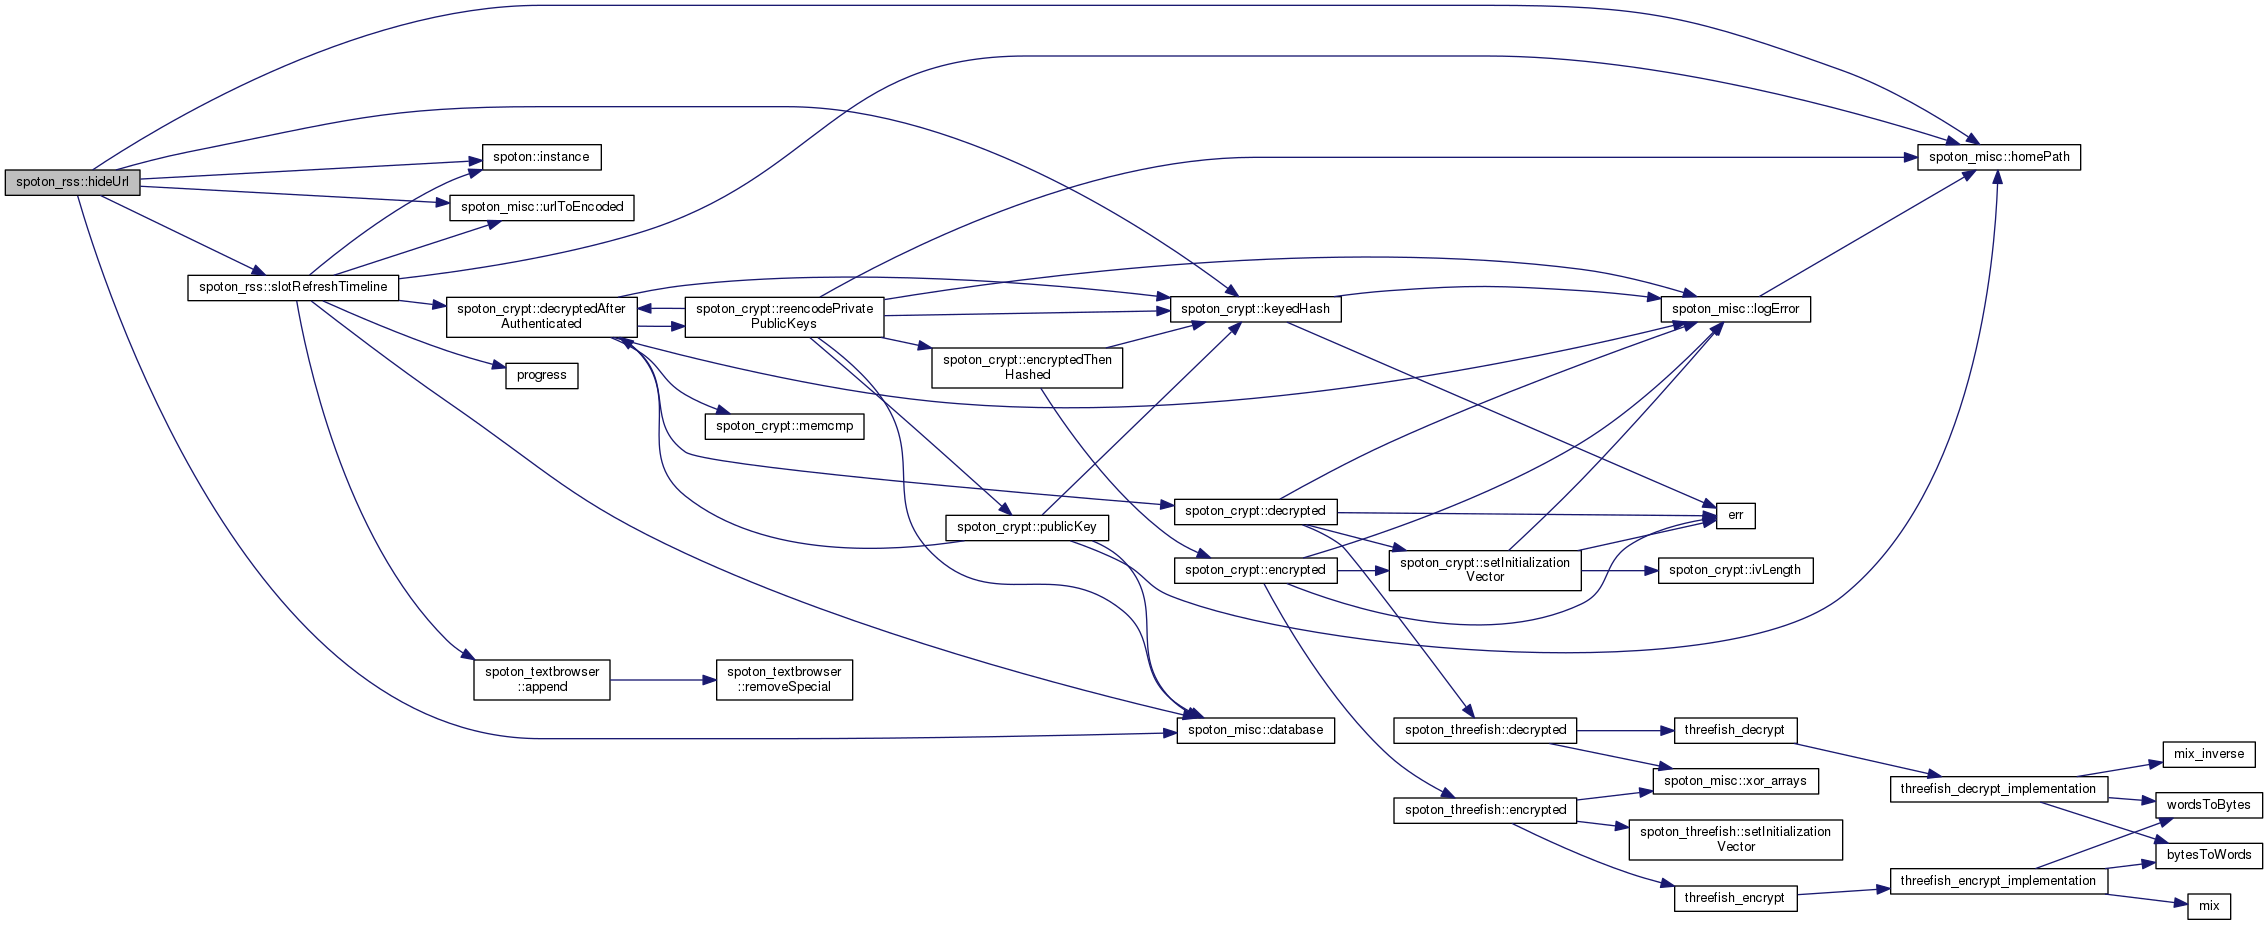 spoton_rss::hideUrl
spoton::instance
spoton_misc::urlToEncoded
spoton_rss::slotRefreshTimeline
spoton_crypt::decryptedAfter
Authenticated
progress
spoton_textbrowser
::append
spoton_crypt::reencodePrivate
PublicKeys
spoton_crypt::memcmp
spoton_textbrowser
::removeSpecial
spoton_crypt::encryptedThen
Hashed
spoton_crypt::publicKey
spoton_crypt::keyedHash
spoton_crypt::decrypted
spoton_crypt::encrypted
spoton_misc::database
spoton_crypt::setInitialization
Vector
spoton_threefish::decrypted
spoton_threefish::encrypted
spoton_misc::logError
err
spoton_crypt::ivLength
threefish_decrypt
spoton_misc::xor_arrays
spoton_threefish::setInitialization
Vector
threefish_encrypt
spoton_misc::homePath
threefish_decrypt_implementation
threefish_encrypt_implementation
mix_inverse
wordsToBytes
bytesToWords
mix